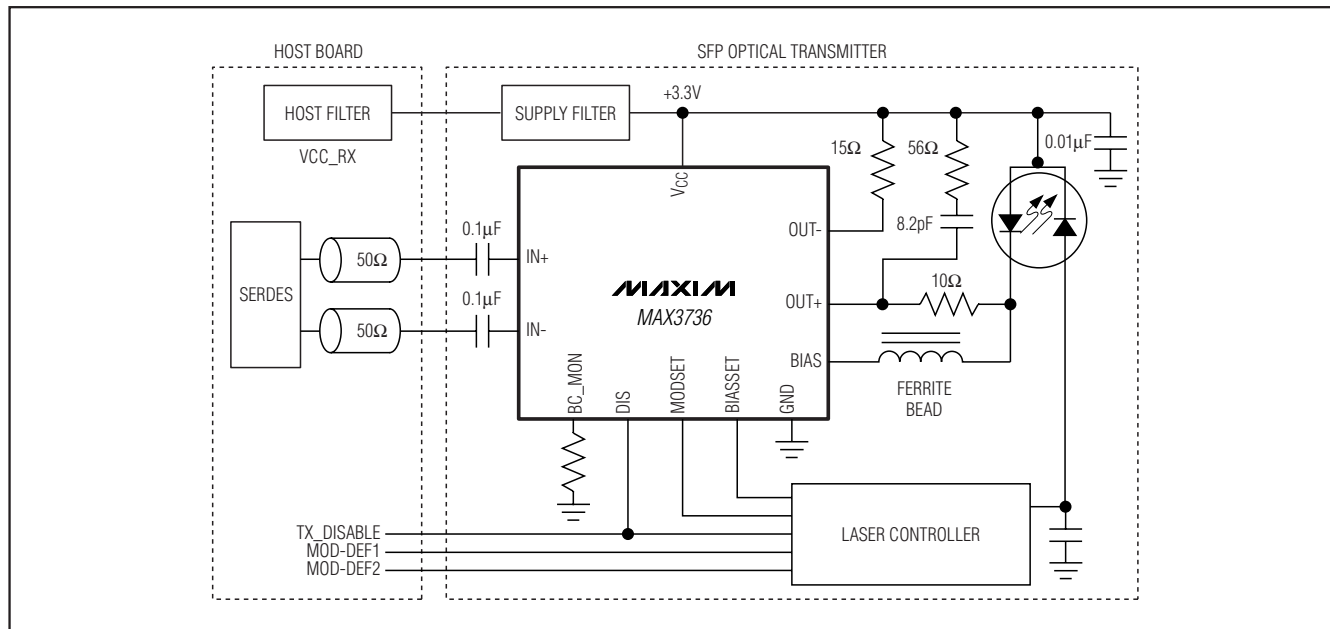 HOST BOARD
SFP OPTICAL TRANSMITTER
HOST FILTER
VCC_RX
SUPPLY FILTER
+3.3V
15Ω
56Ω
0.01µF
VCC
OUT-
8.2pF
SERDES
50Ω
0.1µF
IN+
50Ω
0.1µF
IN-
MAXIM
MAX3736
OUT+
10Ω
BIAS
FERRITE
BEAD
BC_MON
DIS
MODSET
BIASSET
GND
TX_DISABLE
MOD-DEF1
MOD-DEF2
LASER CONTROLLER